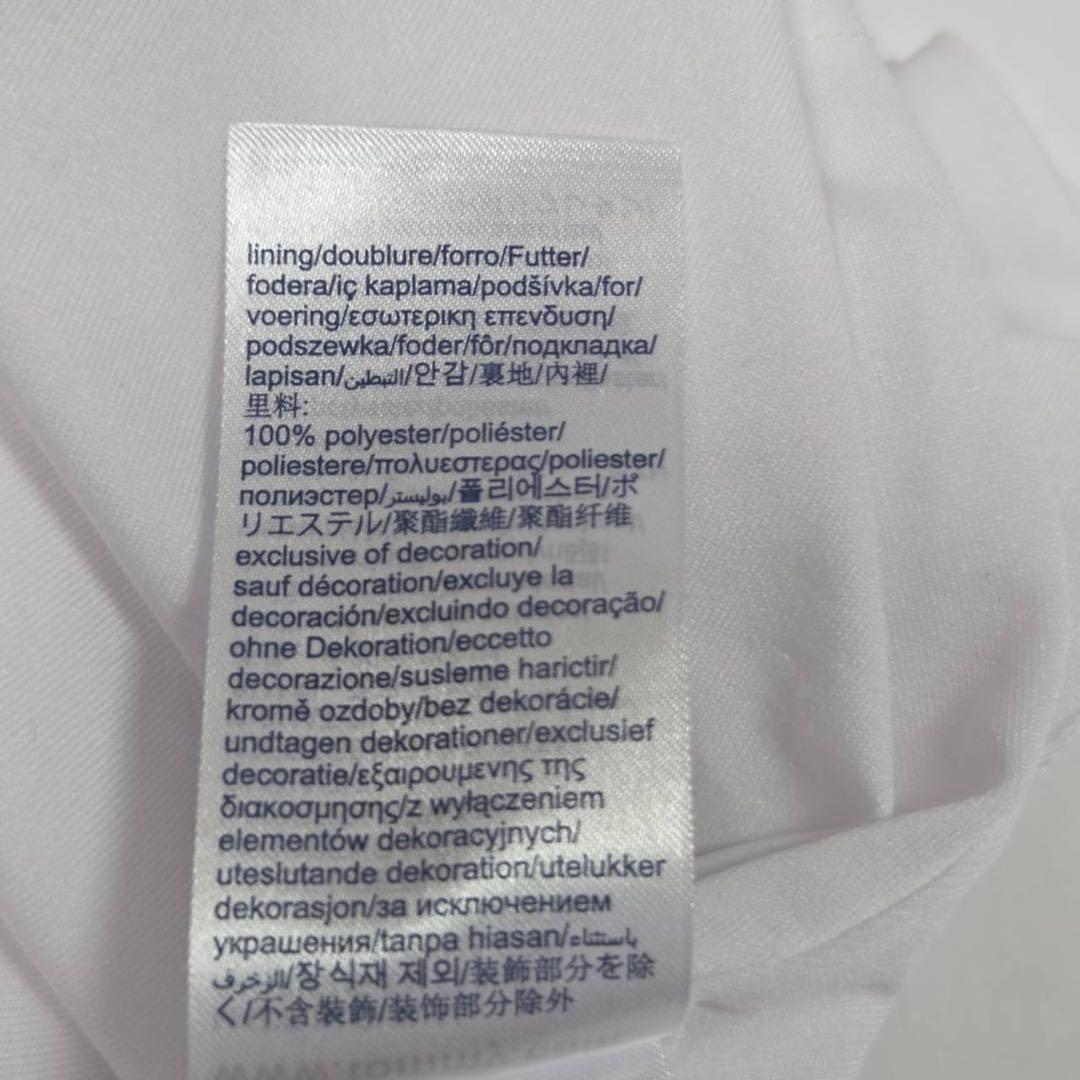 lining/doublure/forro/Futter/
fodera/iç kaplama/podšívka/for/
voering/εσωτερικη επενδυση/
podszewka/foder/fôr/подкладка/
lapisan/التبطين/안감/裏地/內裡/
里料:
100% polyester/poliéster/
poliestere/πολυεστερας/poliester/
полиэстер/بوليستر/폴리에스터/ポ
リエステル/聚酯纖維/聚酯纤维
exclusive of decoration/
sauf décoration/excluye la
decoración/excluindo decoração/
ohne Dekoration/eccetto
decorazione/susleme harictir/
kromě ozdoby/bez dekorácie/
undtagen dekorationer/exclusief
decoratie/εξαιρουμενης της
διακοσμησης/z wyłączeniem
elementów dekoracyjnych/
uteslutande dekoration/utelukker
dekorasjon/за исключением
украшения/tanpa hiasan/باستثناء
الزخرف/장식재 제외/装飾部分を除
く/不含裝飾/装饰部分除外